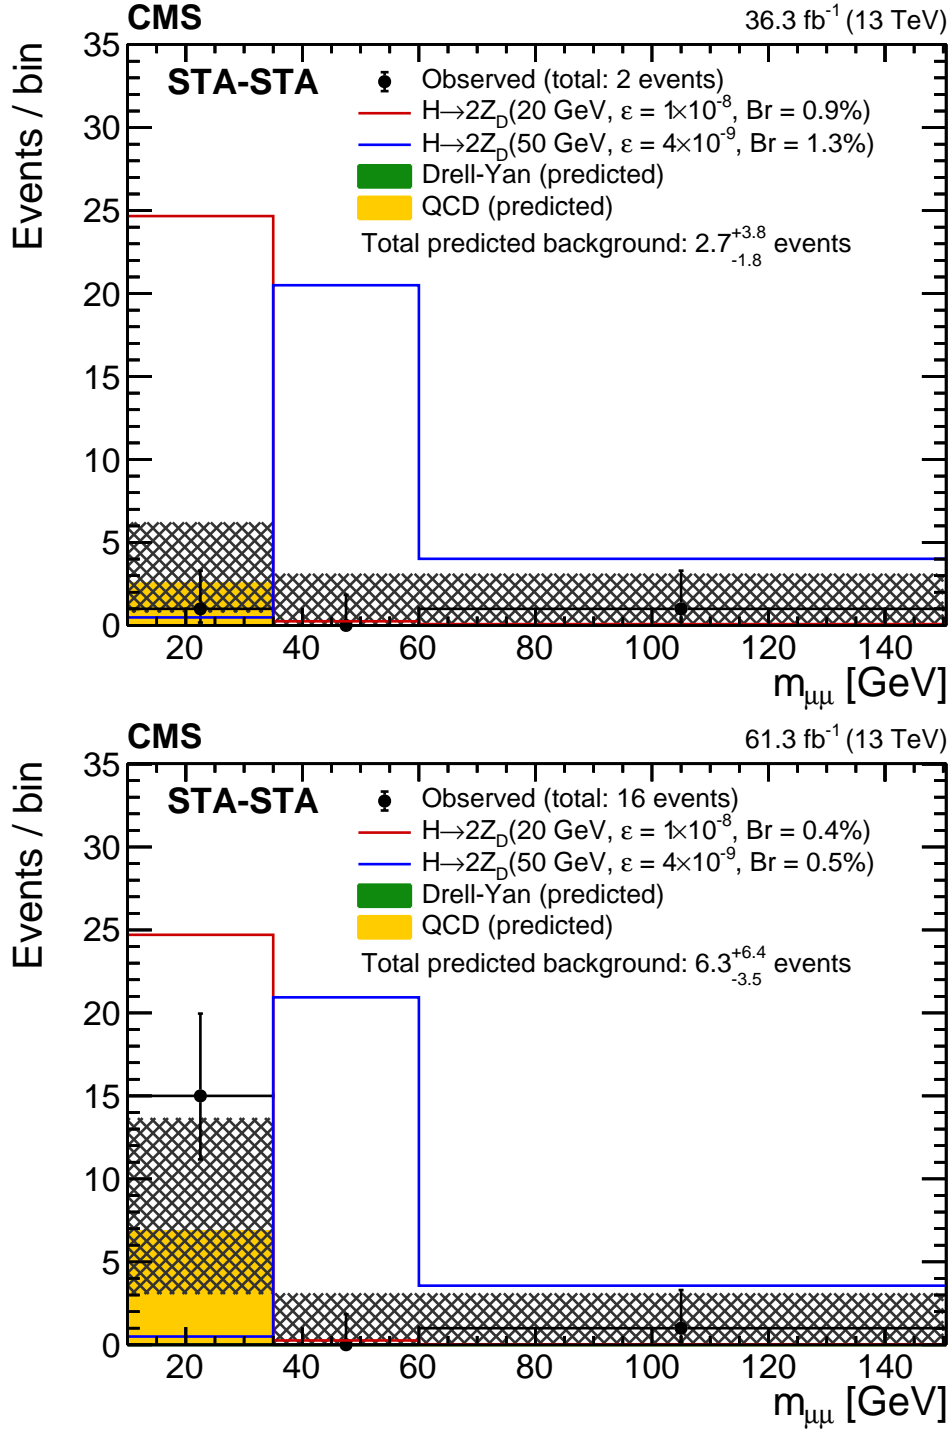 CMS 36.3 fb⁻¹ (13 TeV)
STA-STA
Observed (total: 2 events)
H→2Z_D(20 GeV, ε = 1×10⁻⁸, Br = 0.9%)
H→2Z_D(50 GeV, ε = 4×10⁻⁹, Br = 1.3%)
Drell-Yan (predicted)
QCD (predicted)
Total predicted background: 2.7 +3.8 -1.8 events
Events / bin
35
30
25
20
15
10
5
0
20 40 60 80 100 120 140
m_μμ [GeV]
CMS 61.3 fb⁻¹ (13 TeV)
STA-STA
Observed (total: 16 events)
H→2Z_D(20 GeV, ε = 1×10⁻⁸, Br = 0.4%)
H→2Z_D(50 GeV, ε = 4×10⁻⁹, Br = 0.5%)
Drell-Yan (predicted)
QCD (predicted)
Total predicted background: 6.3 +6.4 -3.5 events
Events / bin
35
30
25
20
15
10
5
0
20 40 60 80 100 120 140
m_μμ [GeV]